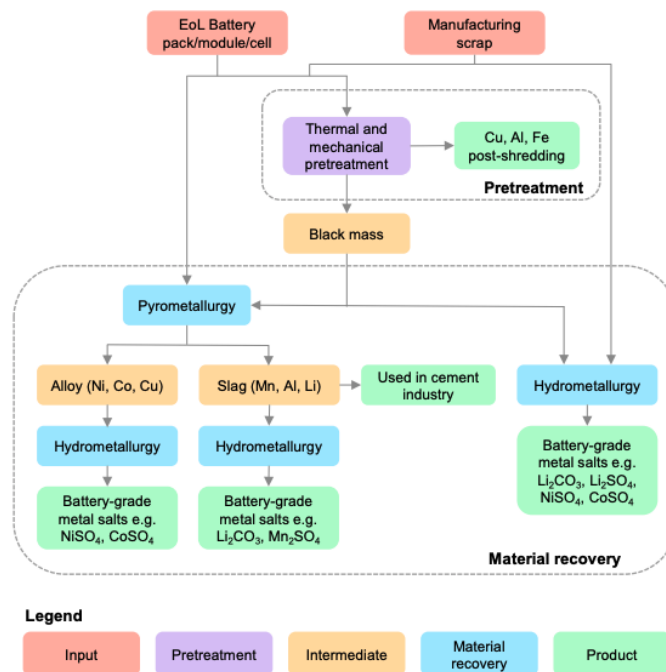 EoL Battery
pack/module/cell
Manufacturing
scrap
Thermal and
mechanical
pretreatment
Cu, Al, Fe
post-shredding
Pretreatment
Black mass
Pyrometallurgy
Alloy (Ni, Co, Cu)
Slag (Mn, Al, Li)
Used in cement
industry
Hydrometallurgy
Hydrometallurgy
Hydrometallurgy
Battery-grade
metal salts e.g.
NiSO₄, CoSO₄
Battery-grade
metal salts e.g.
Li₂CO₃, Mn₂SO₄
Battery-grade
metal salts e.g.
Li₂CO₃, Li₂SO₄,
NiSO₄, CoSO₄
Material recovery
Legend
Input
Pretreatment
Intermediate
Material
recovery
Product